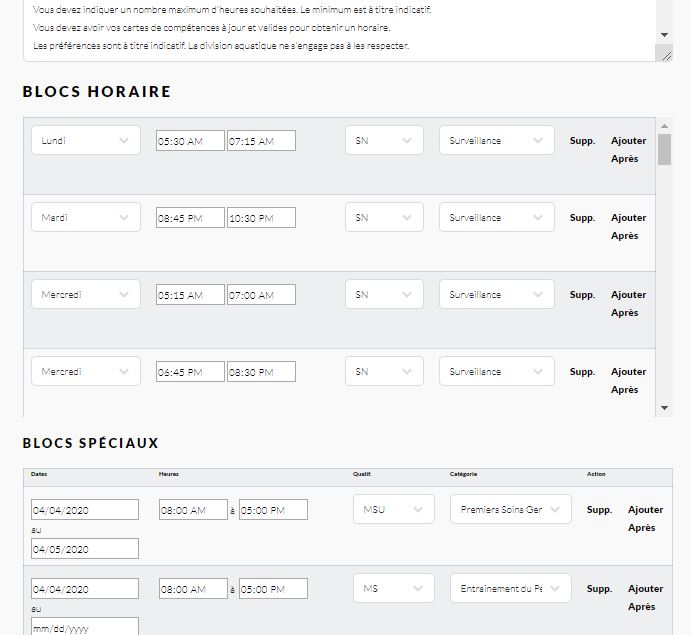 Vous devez indiquer un nombre maximum d'heures souhaitées. Le minimum est à titre indicatif.
Vous devez avoir vos cartes de compétences à jour et valides pour obtenir un horaire.
Les préférences sont à titre indicatif. La division aquatique ne s'engage pas à les respecter.
BLOCS HORAIRE
Lundi 05:30 AM 07:15 AM SN Surveillance Supp. Ajouter
Après
Mardi 08:45 PM 10:30 PM SN Surveillance Supp. Ajouter
Après
Mercredi 05:15 AM 07:00 AM SN Surveillance Supp. Ajouter
Après
Mercredi 06:45 PM 08:30 PM SN Surveillance Supp. Ajouter
Après
BLOCS SPÉCIAUX
Dates Heures Qualif. Catégorie Action
04/04/2020 08:00 AM à 05:00 PM MSU Premiers Soins Ger Supp. Ajouter
au Après
04/05/2020
04/04/2020 08:00 AM à 05:00 PM MS Entrainement du Pe Supp. Ajouter
au Après
mm/dd/yyyy